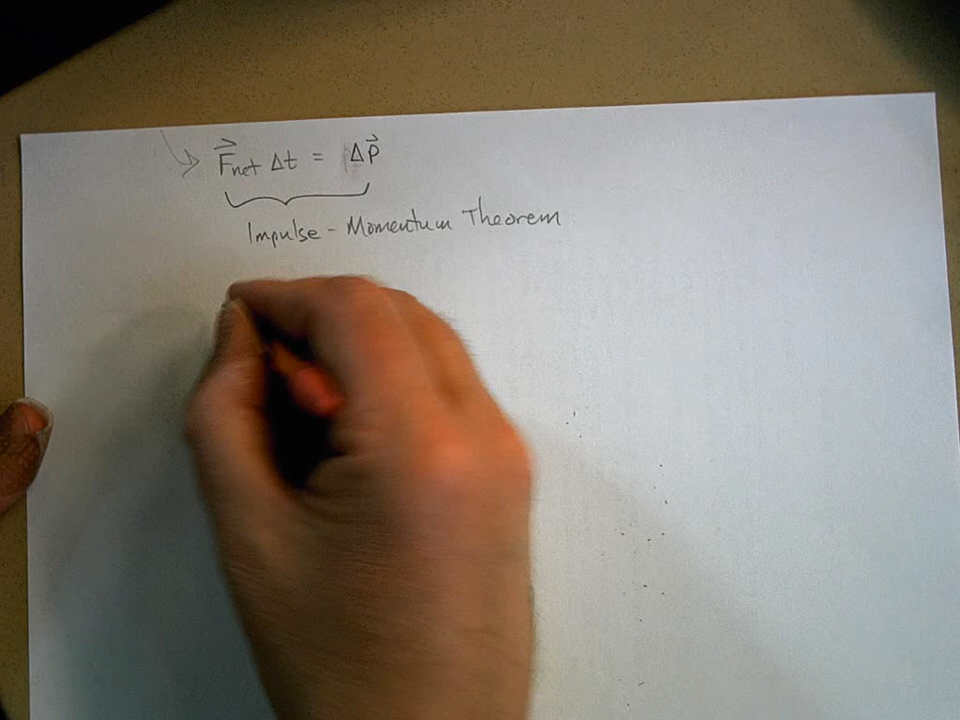 → F⃗net Δt = Δp⃗
Impulse - Momentum Theorem